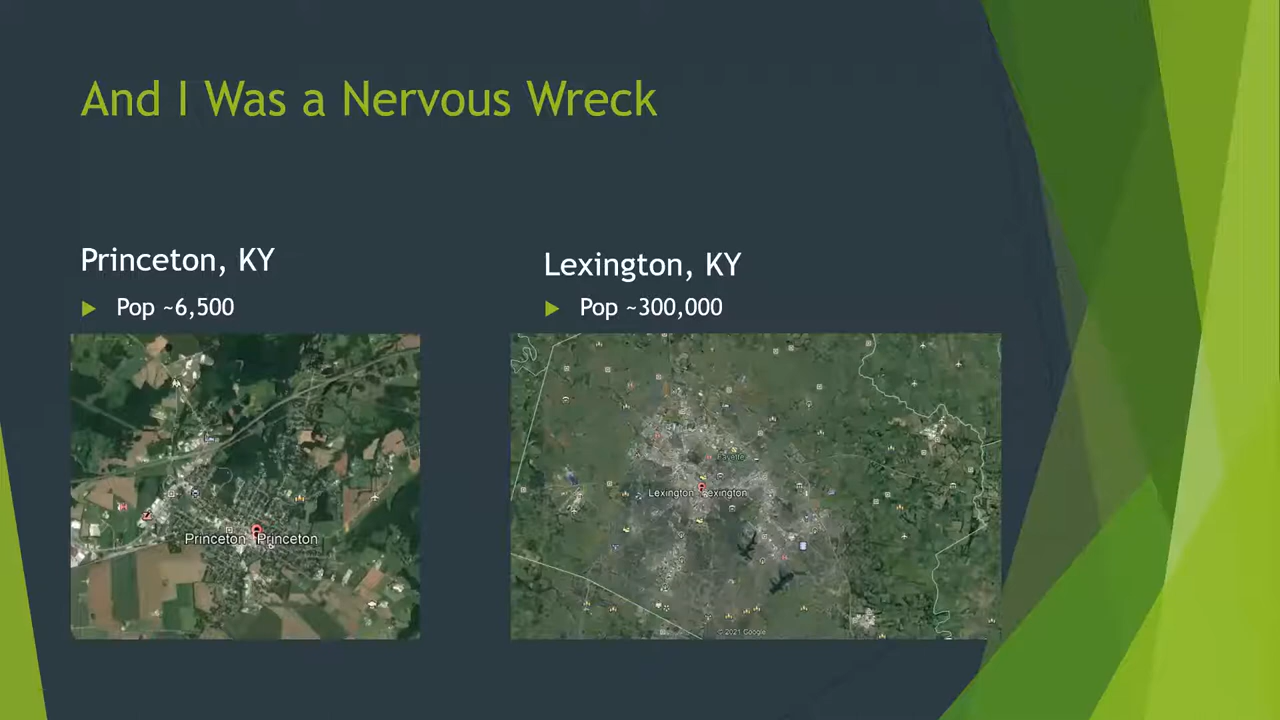 And I Was a Nervous Wreck
Princeton, KY
Pop ~6,500
Lexington, KY
Pop ~300,000
Princeton Princeton
Fayette
Lexington Lexington
© 2021 Google